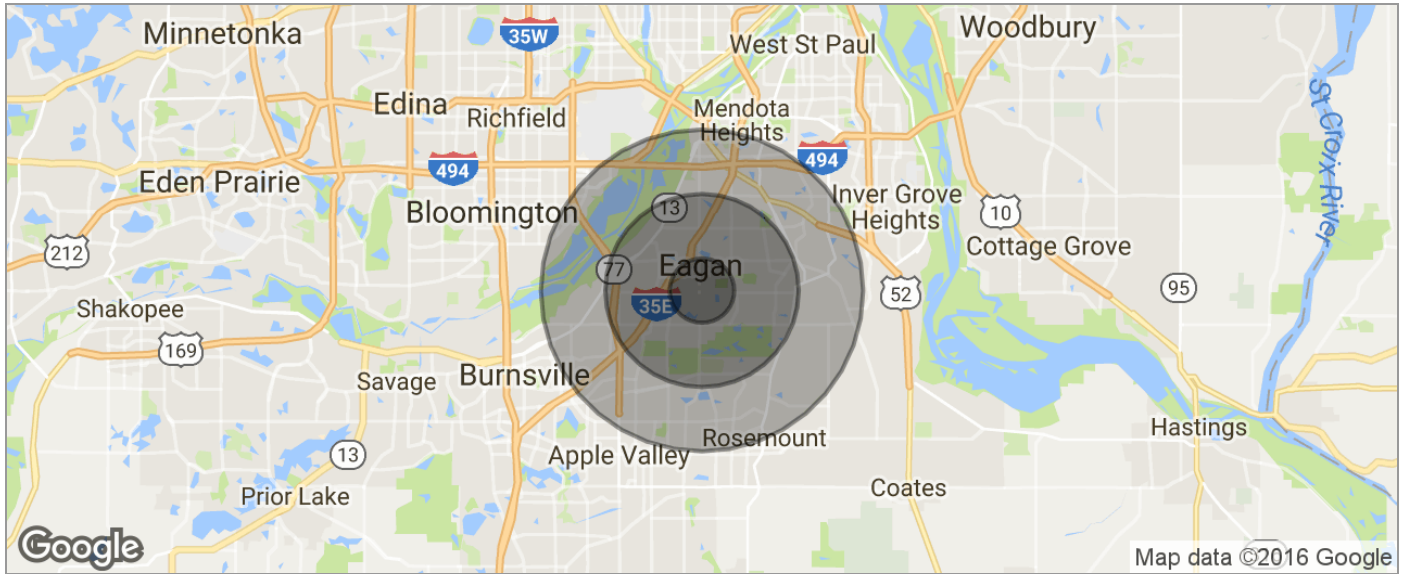 Minnetonka
35W
West St Paul
Woodbury
Edina
Richfield
Mendota
Heights
St Croix River
494
494
Eden Prairie
Bloomington
13
Inver Grove
Heights
10
212
Cottage Grove
77
Eagan
35E
52
95
Shakopee
169
Savage
Burnsville
Hastings
Rosemount
Apple Valley
13
Prior Lake
Coates
Google
Map data ©2016 Google